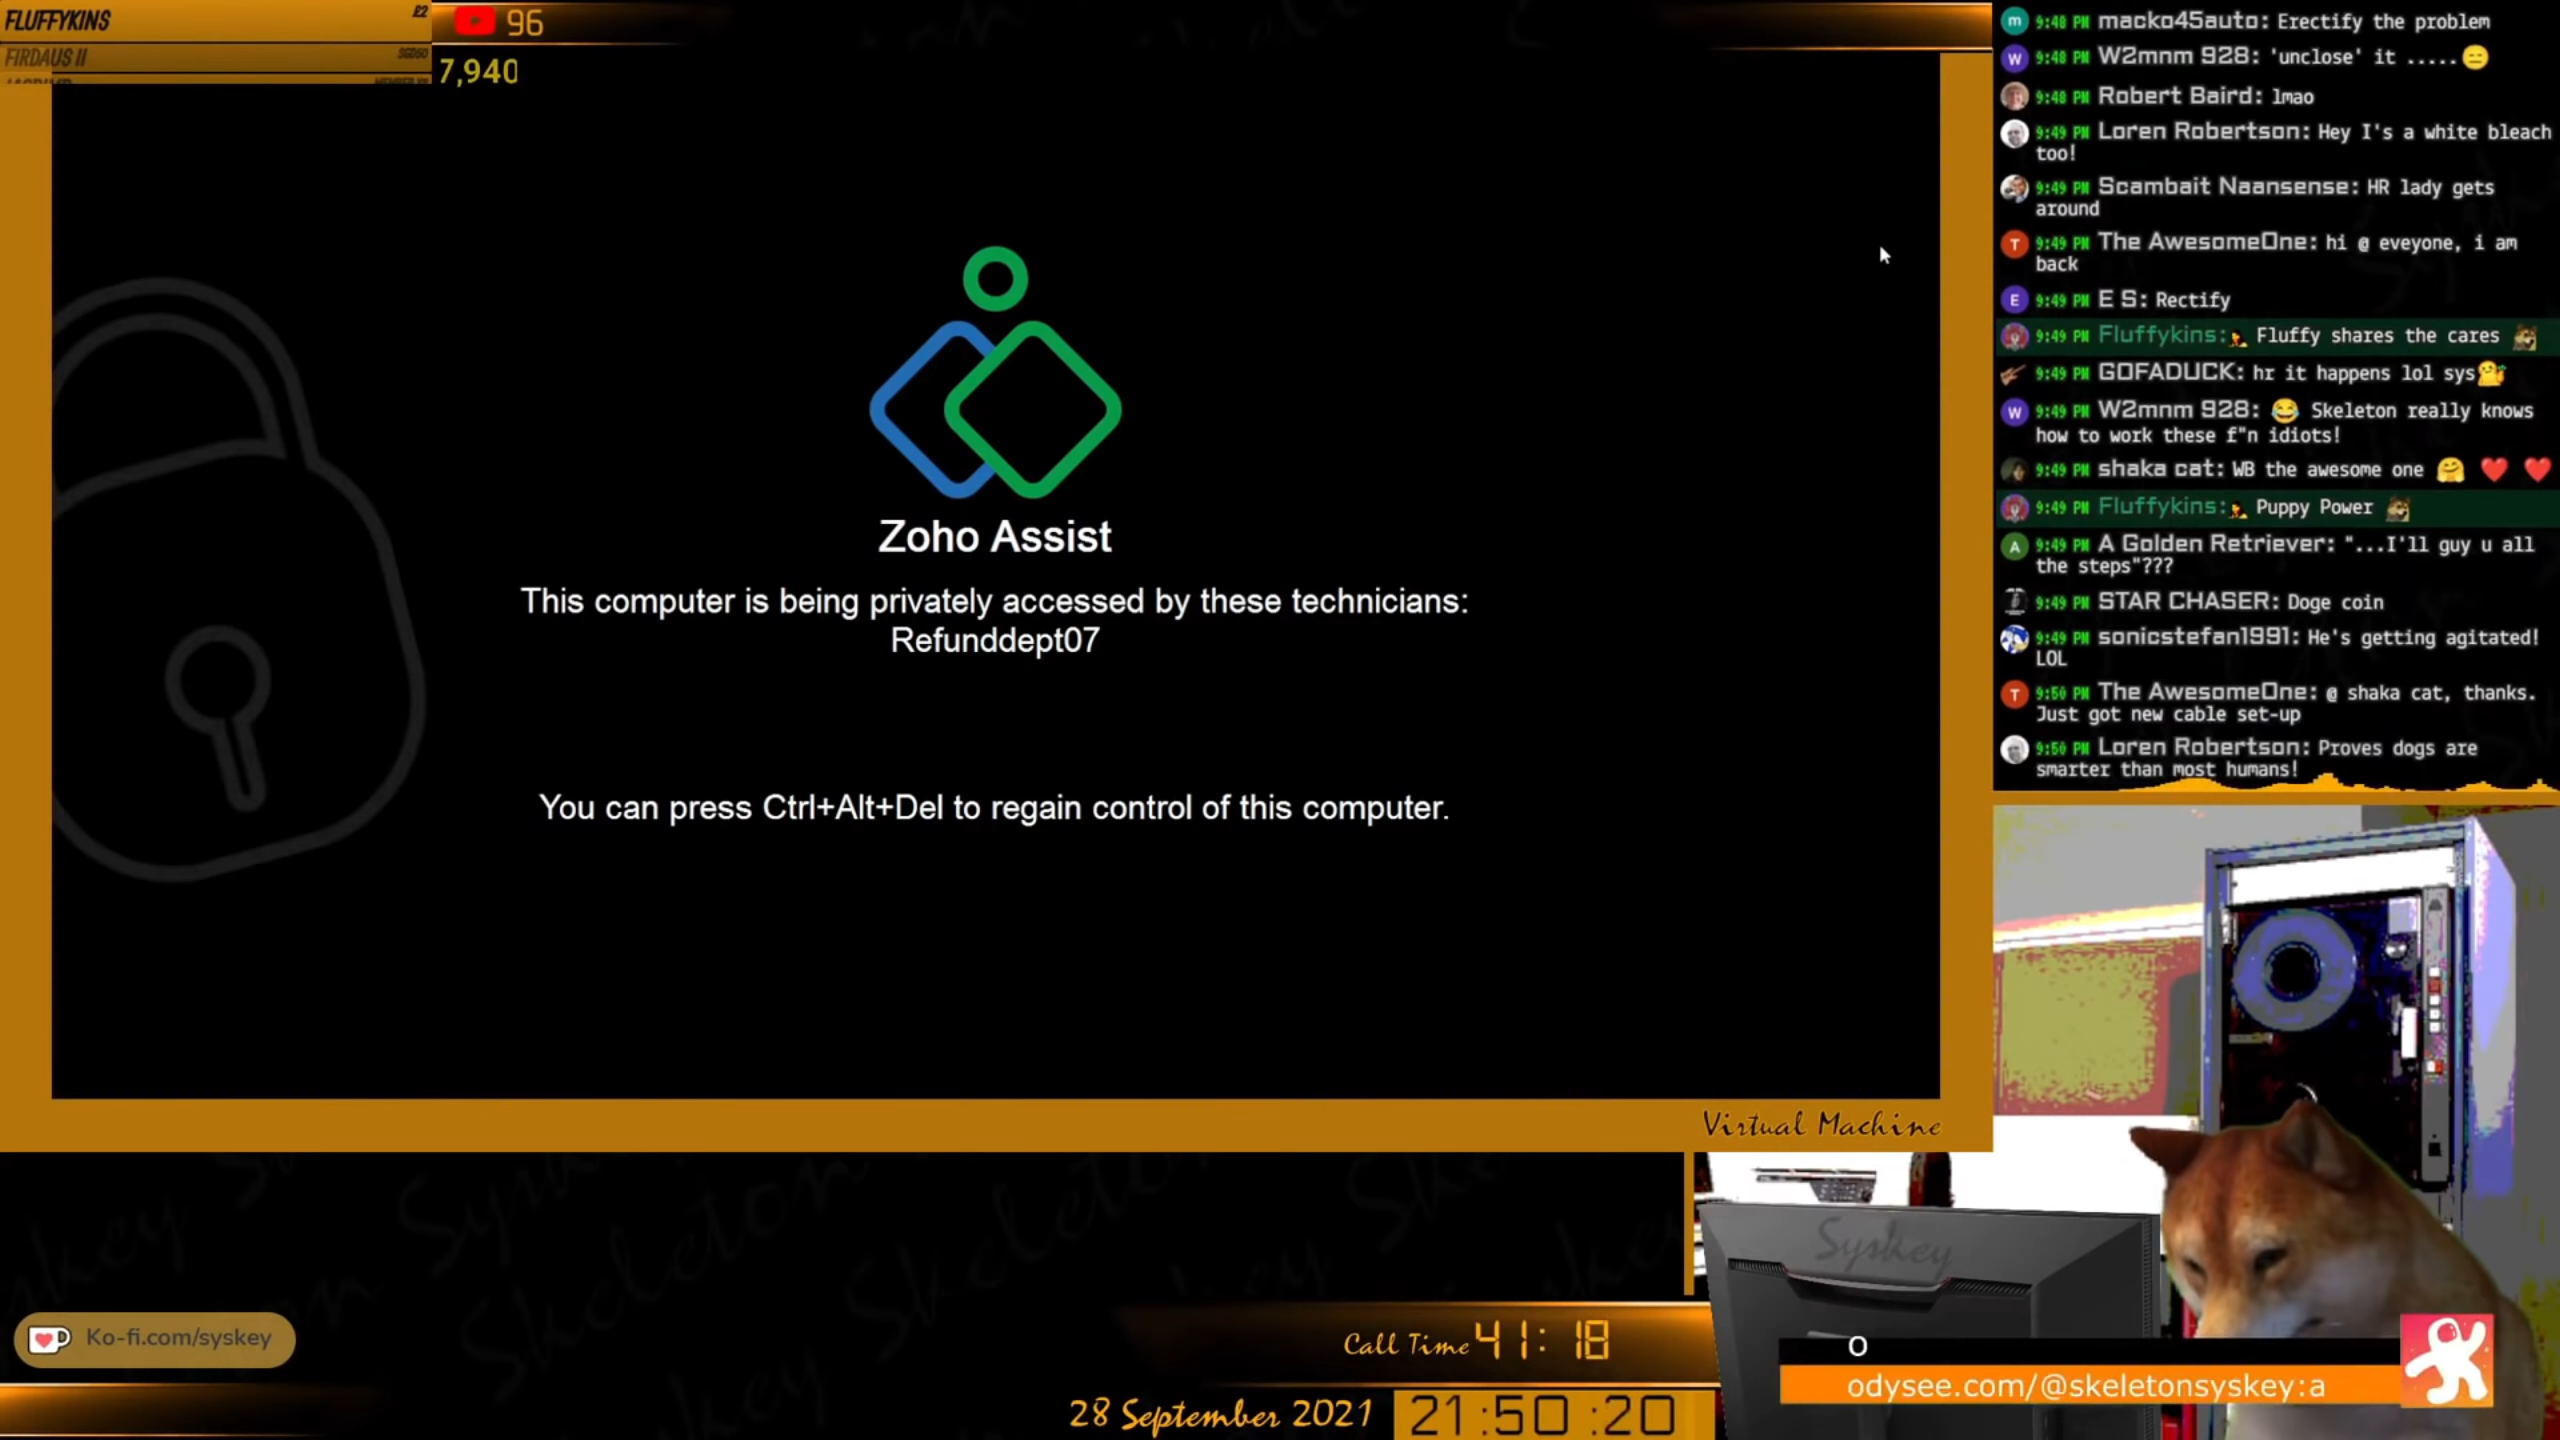 FLUFFYKINS £2
FIRDAUS II SGD50
96
7,940
Zoho Assist
This computer is being privately accessed by these technicians:
Refunddept07
You can press Ctrl+Alt+Del to regain control of this computer.
Virtual Machine
m 9:48 PM macko45auto: Erectify the problem
W 9:48 PM W2mnm 928: 'unclose' it .....😑
9:48 PM Robert Baird: lmao
9:49 PM Loren Robertson: Hey I's a white bleach
too!
9:49 PM Scambait Naansense: HR lady gets
around
T 9:49 PM The AwesomeOne: hi @ eveyone, i am
back
E 9:49 PM E S: Rectify
9:49 PM Fluffykins: Fluffy shares the cares
9:49 PM GOFADUCK: hr it happens lol sys
W 9:49 PM W2mnm 928: 😂 Skeleton really knows
how to work these f"n idiots!
9:49 PM shaka cat: WB the awesome one 🤗 ❤️ ❤️
9:49 PM Fluffykins: Puppy Power
A 9:49 PM A Golden Retriever: "...I'll guy u all
the steps"???
9:49 PM STAR CHASER: Doge coin
9:49 PM sonicstefan1991: He's getting agitated!
LOL
T 9:50 PM The AwesomeOne: @ shaka cat, thanks.
Just got new cable set-up
9:50 PM Loren Robertson: Proves dogs are
smarter than most humans!
Syskey
Ko-fi.com/syskey
Call Time 41:18
28 September 2021 21:50:20
O
odysee.com/@skeletonsyskey:a